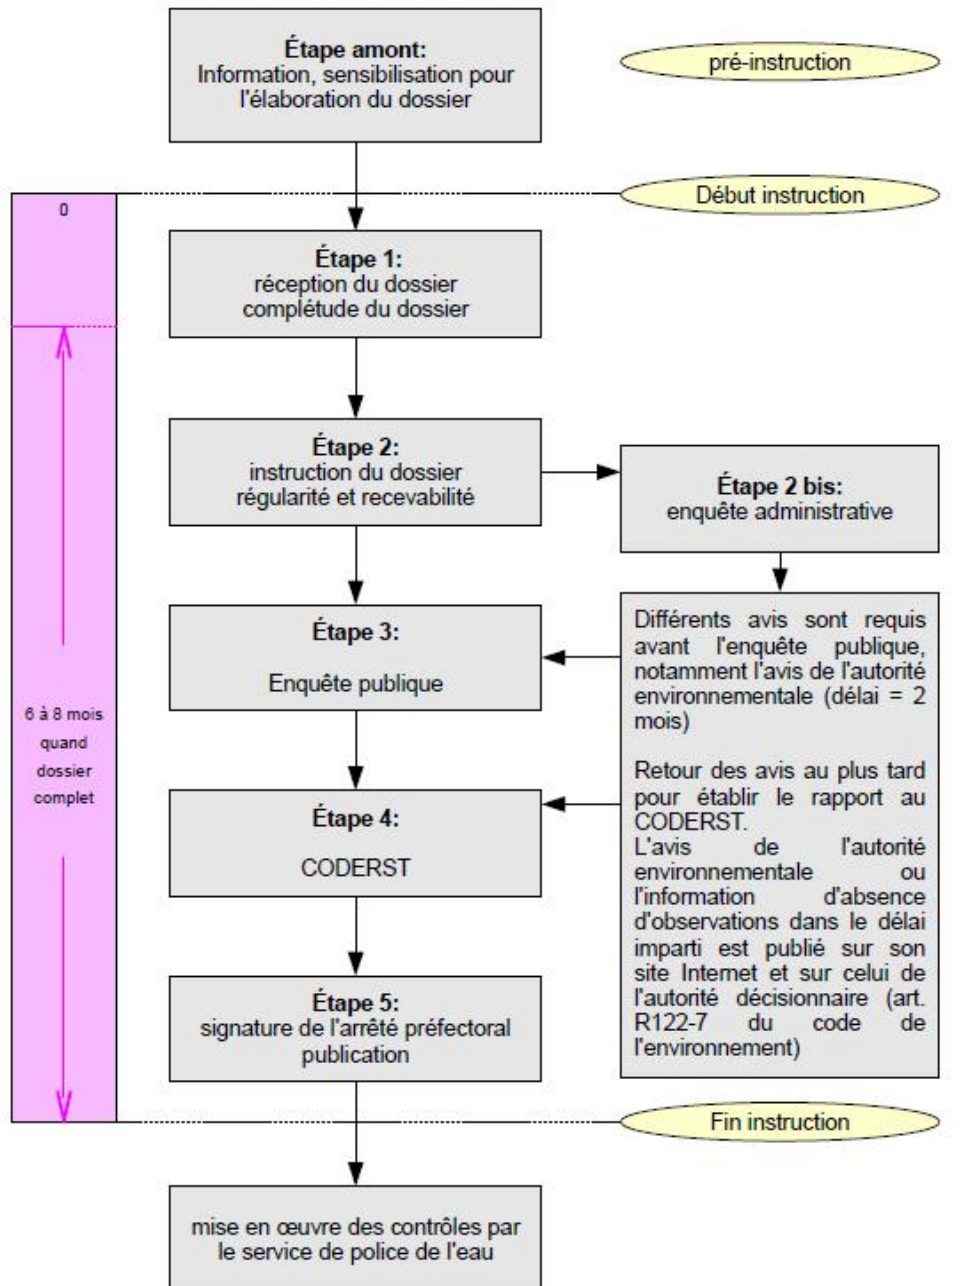 Étape amont:
Information, sensibilisation pour
l'élaboration du dossier
pré-instruction
Début instruction
0
Étape 1:
réception du dossier
complétude du dossier
Étape 2:
instruction du dossier
régularité et recevabilité
Étape 2 bis:
enquête administrative
Étape 3:
Enquête publique
Différents avis sont requis
avant l'enquête publique,
notamment l'avis de l'autorité
environnementale (délai = 2
mois)
Retour des avis au plus tard
pour établir le rapport au
CODERST.
L'avis de l'autorité
environnementale ou
l'information d'absence
d'observations dans le délai
imparti est publié sur son
site Internet et sur celui de
l'autorité décisionnaire (art.
R122-7 du code de
l'environnement)
6 à 8 mois
quand
dossier
complet
Étape 4:
CODERST
Étape 5:
signature de l'arrêté préfectoral
publication
Fin instruction
mise en œuvre des contrôles par
le service de police de l'eau